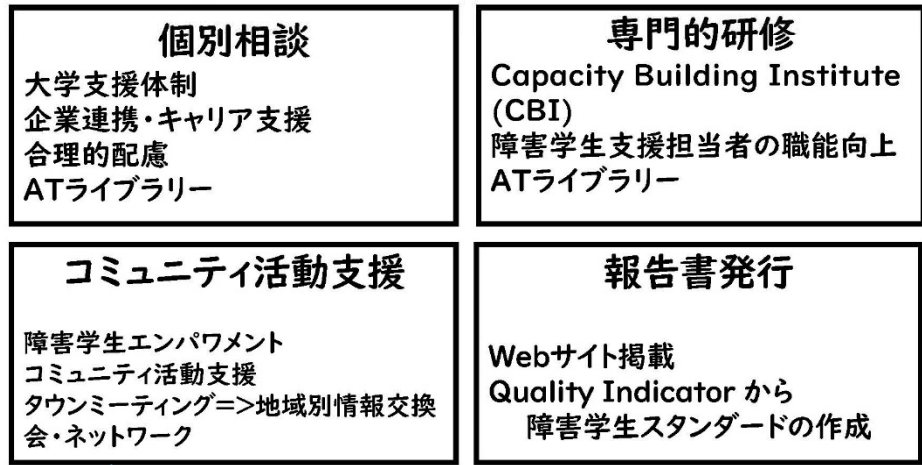 個別相談
大学支援体制
企業連携・キャリア支援
合理的配慮
ATライブラリー
専門的研修
Capacity Building Institute
(CBI)
障害学生支援担当者の職能向上
ATライブラリー
コミュニティ活動支援
障害学生エンパワメント
コミュニティ活動支援
タウンミーティング=>地域別情報交換
会・ネットワーク
報告書発行
Webサイト掲載
Quality Indicator から
障害学生スタンダードの作成